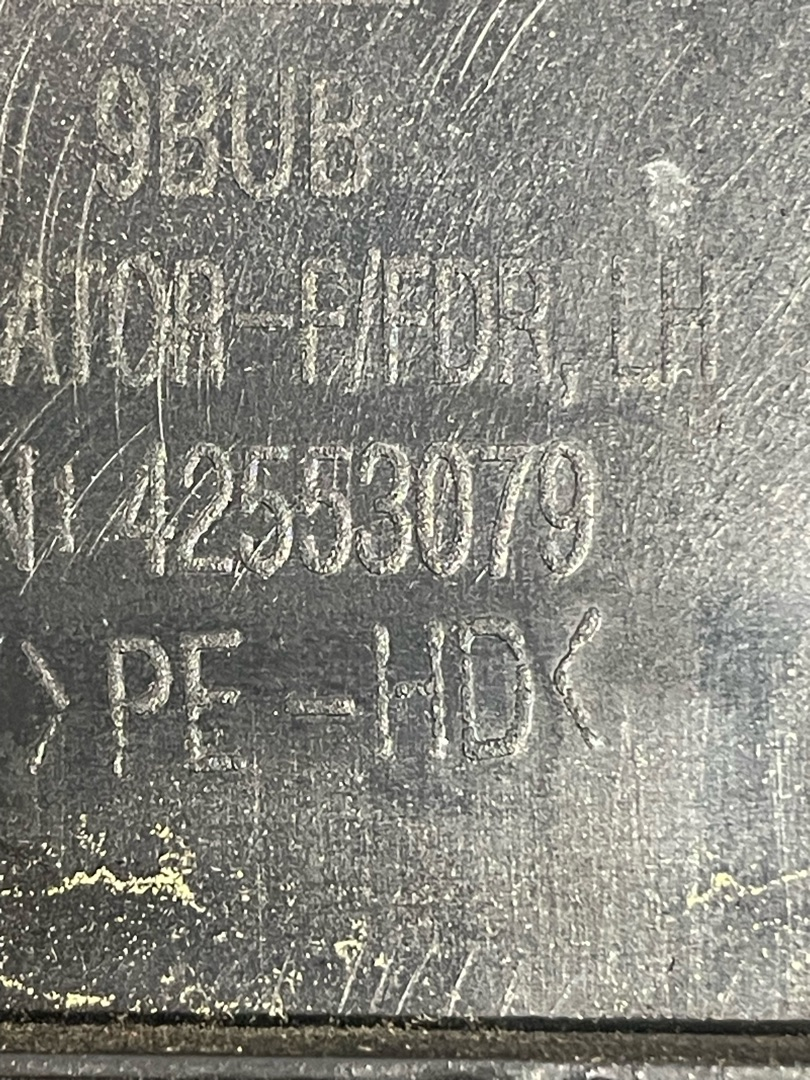 9BUB
ATOR-F/FDR, LH
N: 42553079
>PE-HD<